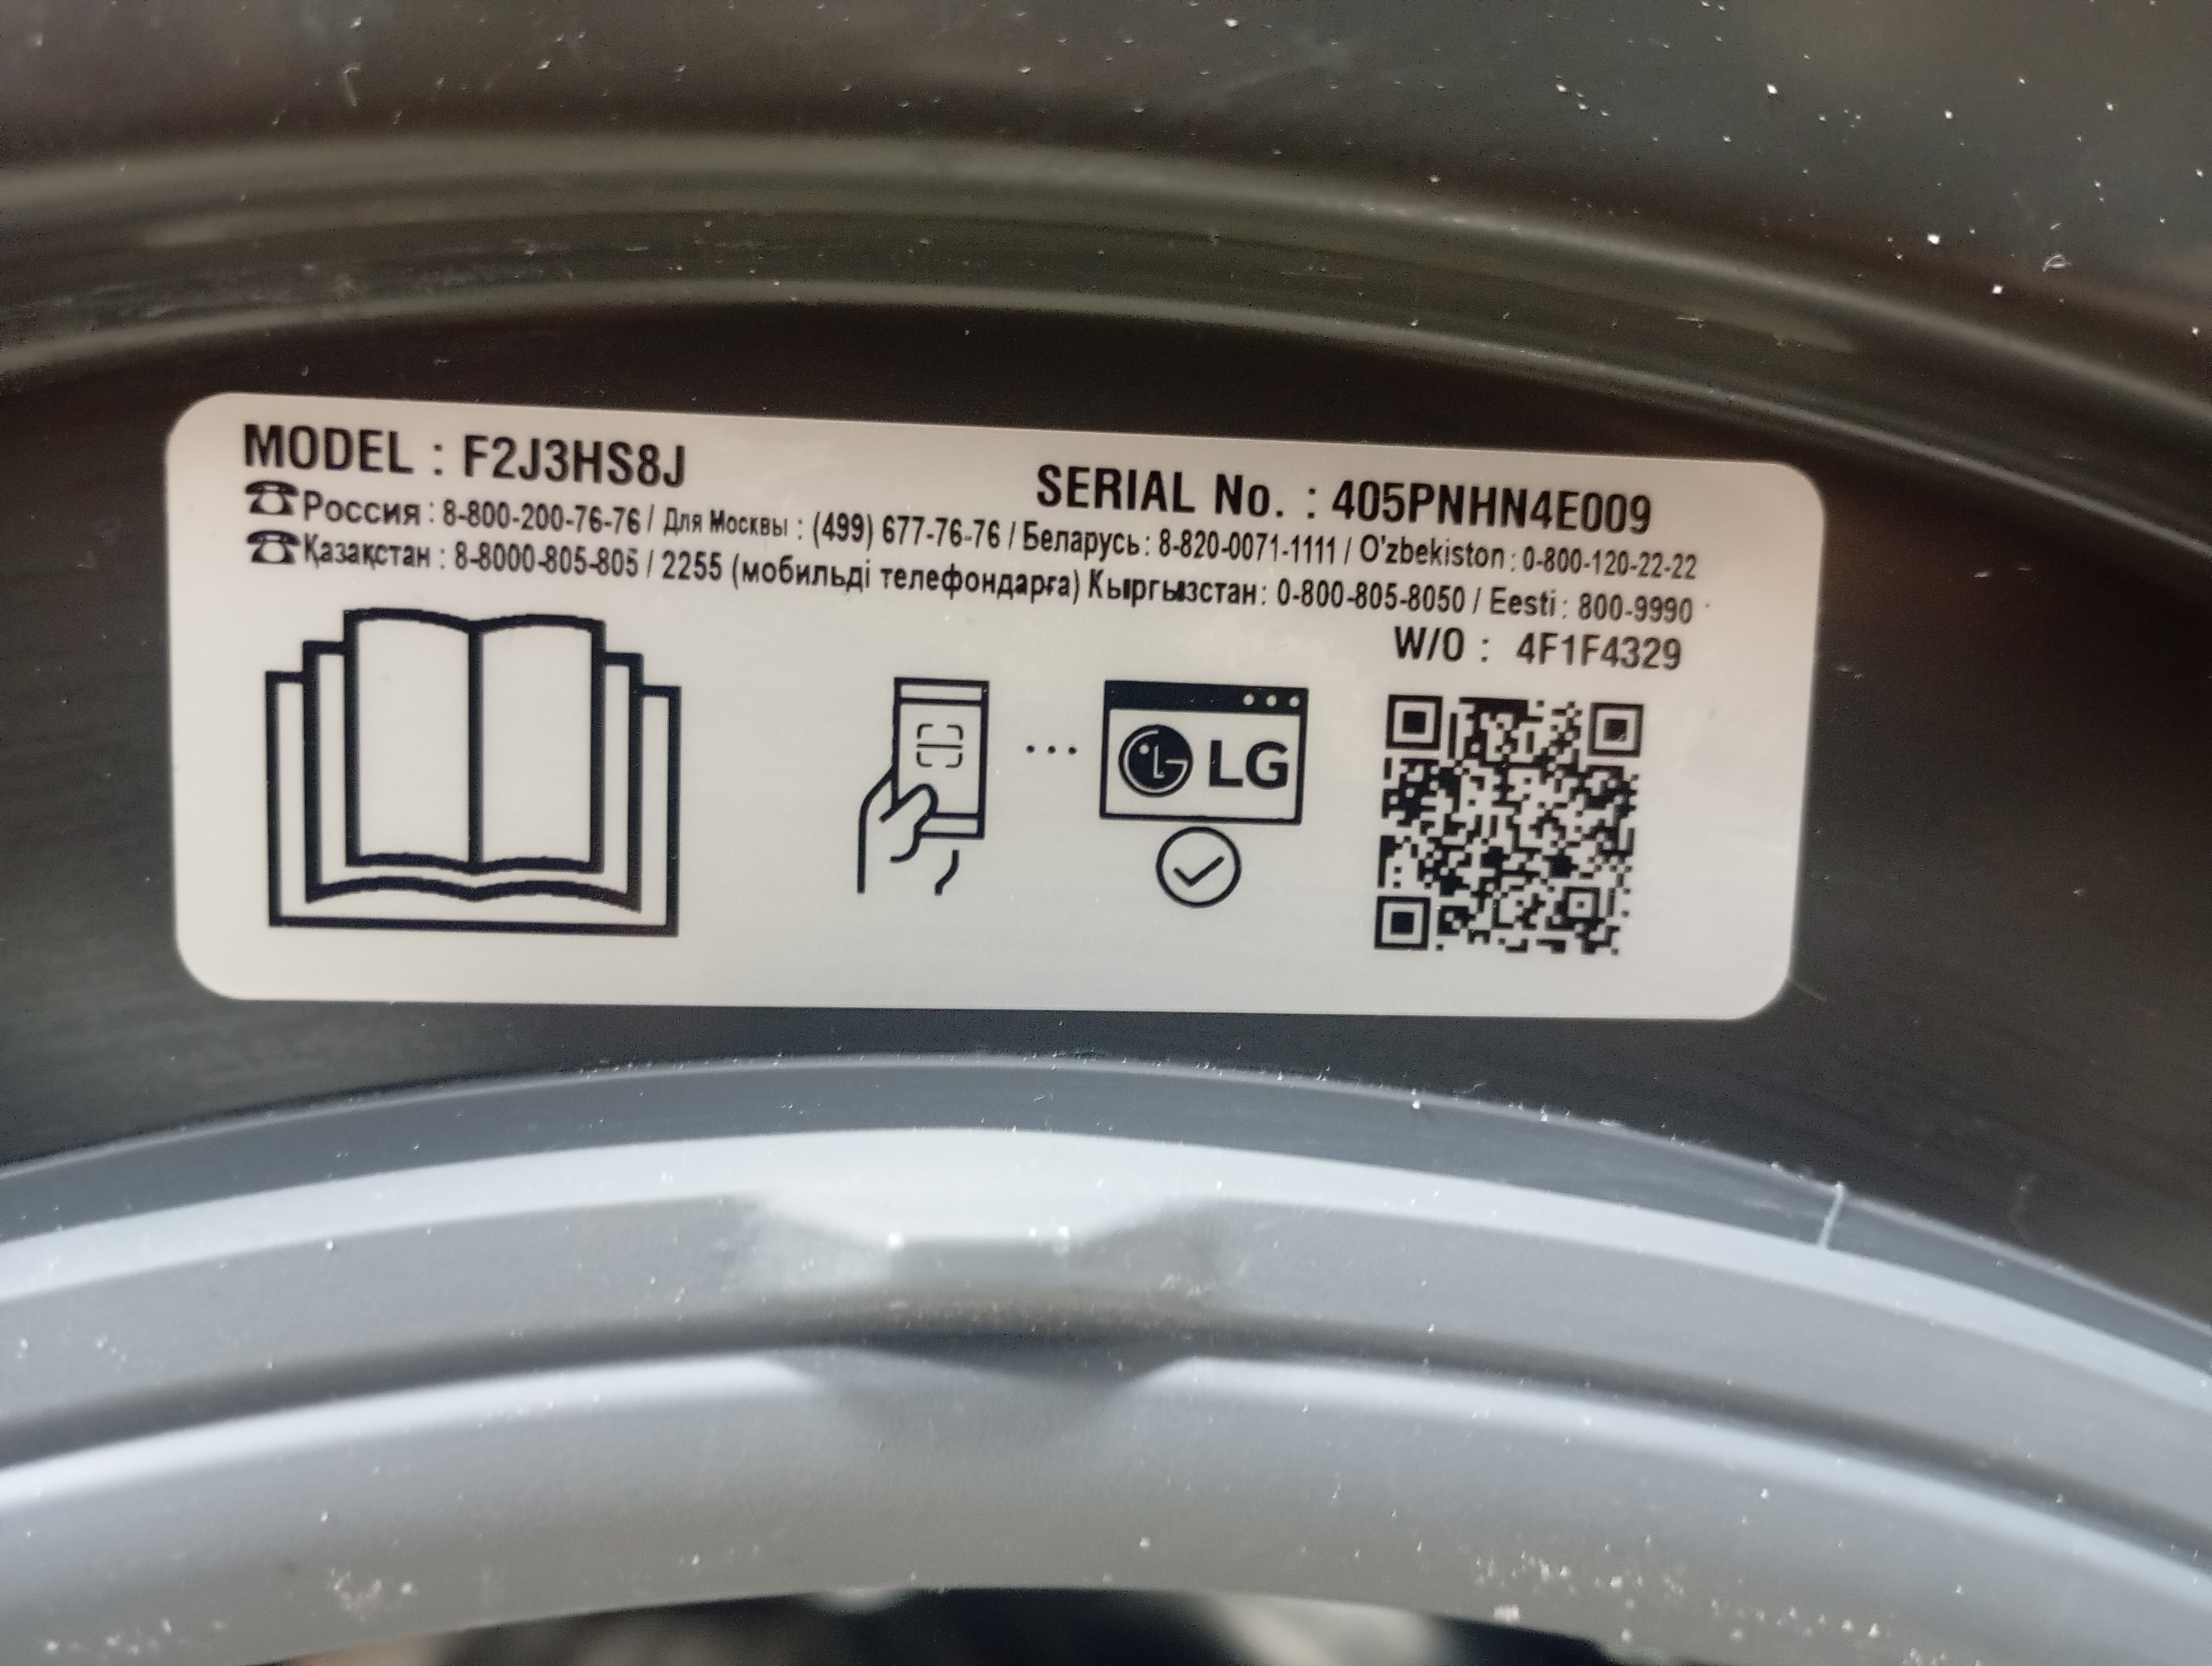 MODEL : F2J3HS8J
SERIAL No. : 405PNHN4E009
☎Россия : 8-800-200-76-76 / Для Москвы : (499) 677-76-76 / Беларусь : 8-820-0071-1111 / O'zbekiston : 0-800-120-22-22
☎Қазақстан : 8-8000-805-805 / 2255 (мобильді телефондарға) Кыргызстан: 0-800-805-8050 / Eesti : 800-9990
W/O : 4F1F4329
LG